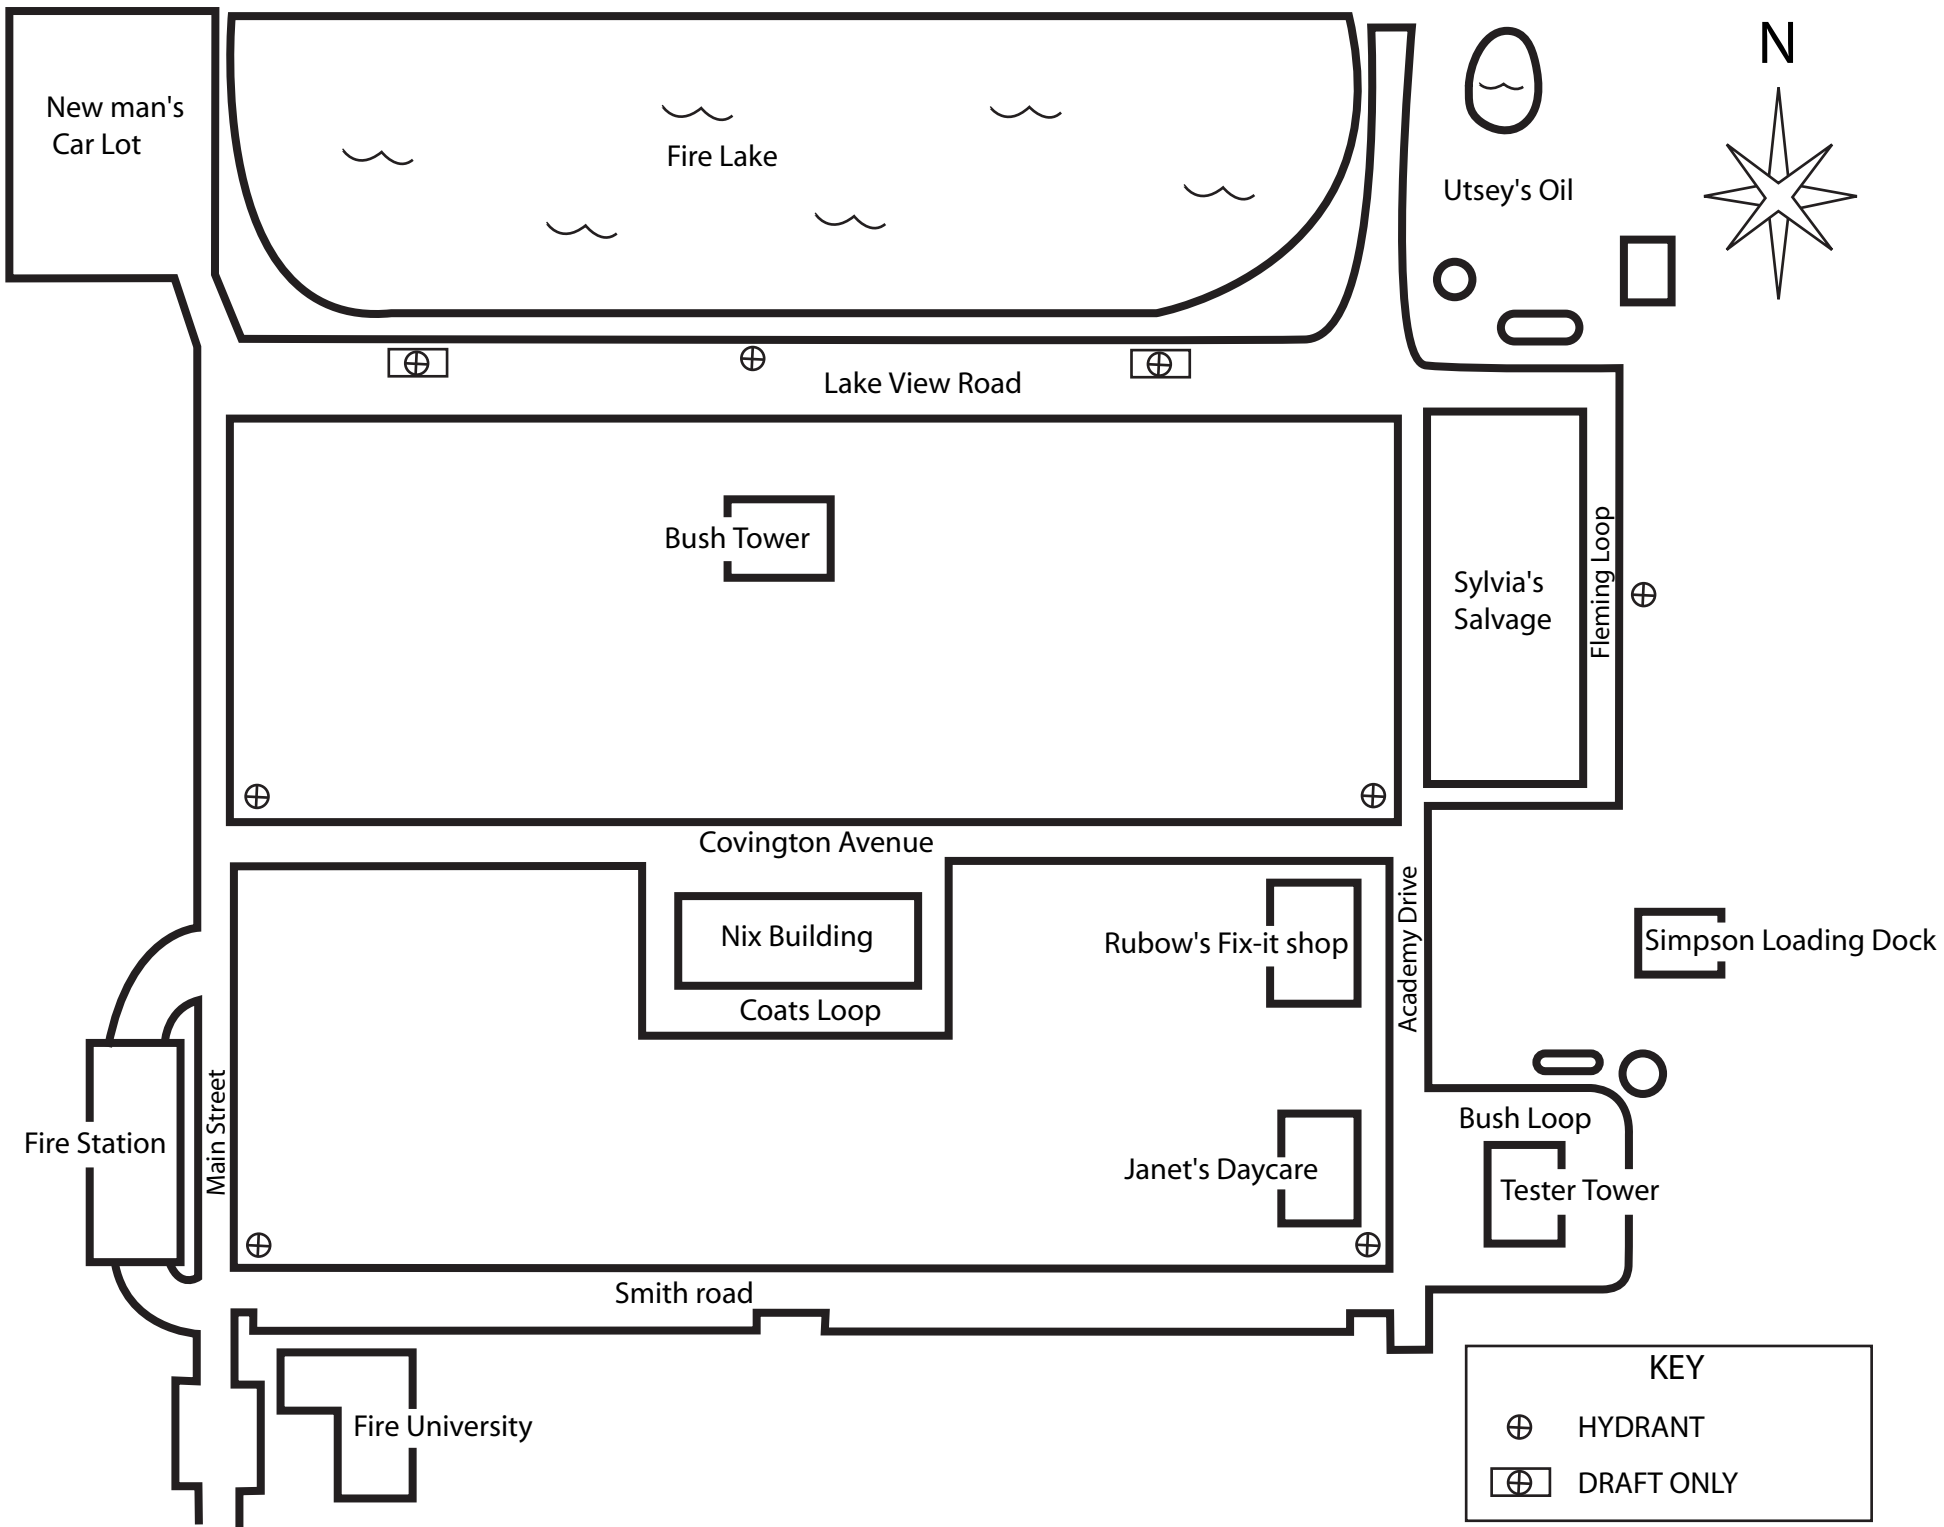 N
New man's
Car Lot
Fire Lake
Utsey's Oil
Lake View Road
Bush Tower
Sylvia's
Salvage
Fleming Loop
Covington Avenue
Nix Building
Rubow's Fix-it shop
Academy Drive
Simpson Loading Dock
Coats Loop
Main Street
Fire Station
Bush Loop
Janet's Daycare
Tester Tower
Smith road
Fire University
KEY
HYDRANT
DRAFT ONLY